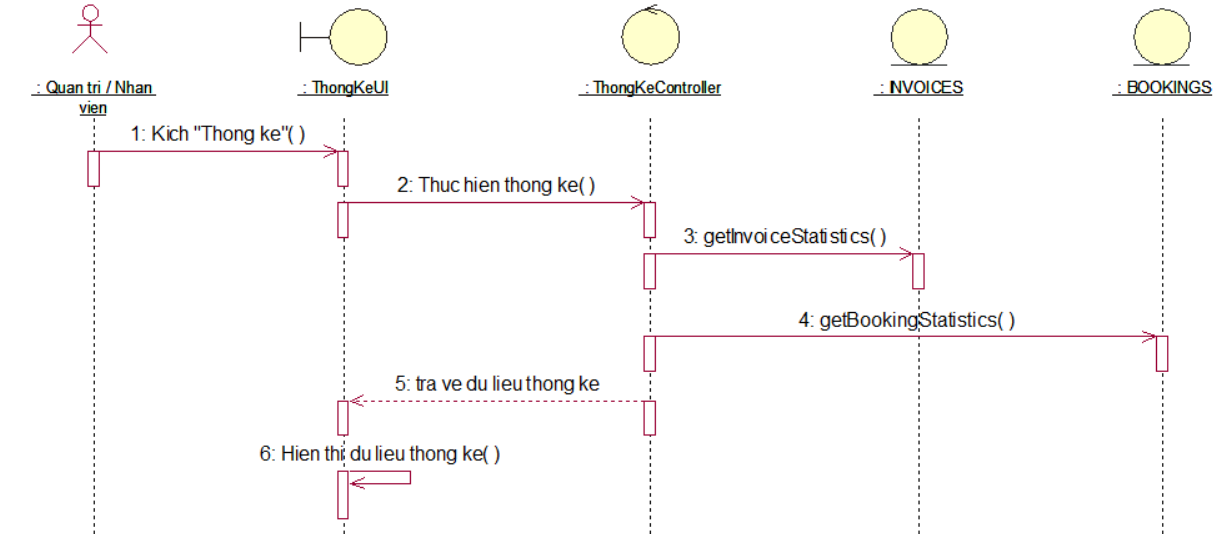 : Quan tri / Nhan
vien
: ThongKeUI
: ThongKeController
: INVOICES
: BOOKINGS
1: Kich "Thong ke"( )
2: Thuc hien thong ke( )
3: getInvoiceStatistics( )
4: getBookingStatistics( )
5: tra ve du lieu thong ke
6: Hien thi du lieu thong ke( )